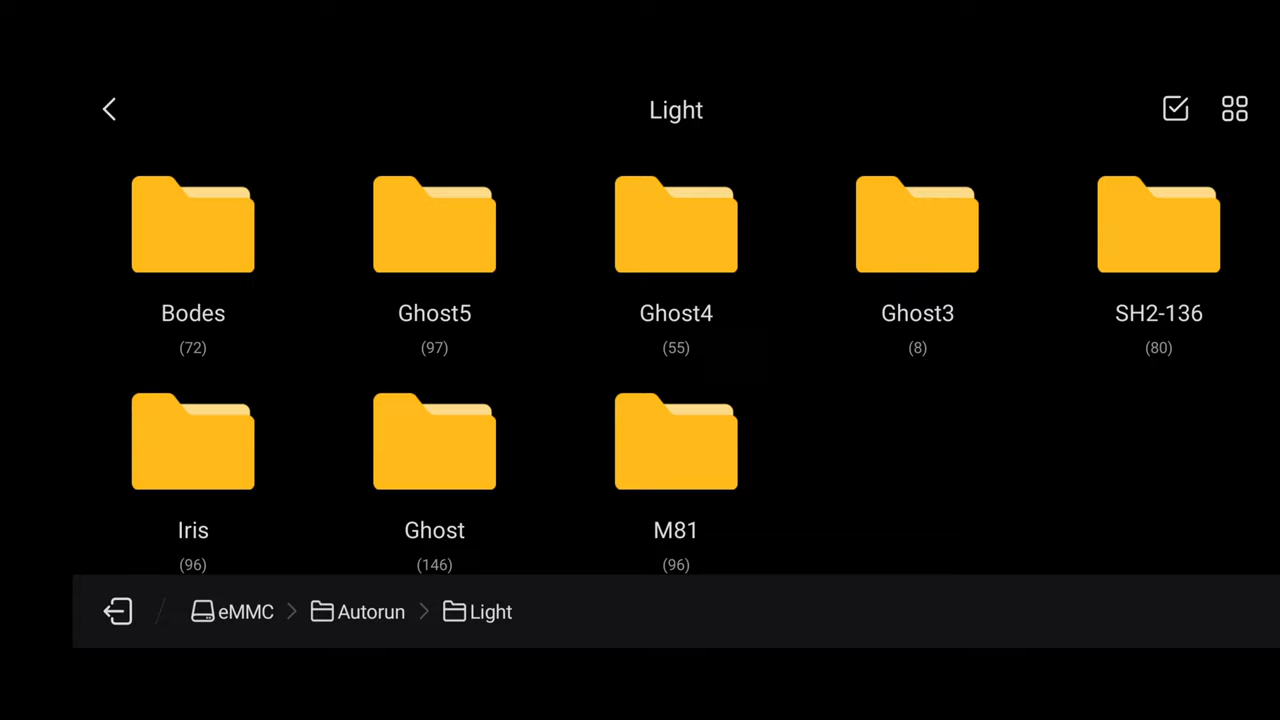 Light
Bodes
Ghost5
Ghost4
Ghost3
SH2-136
(72)
(97)
(55)
(8)
(80)
Iris
Ghost
M81
(96)
(146)
(96)
eMMC
Autorun
Light